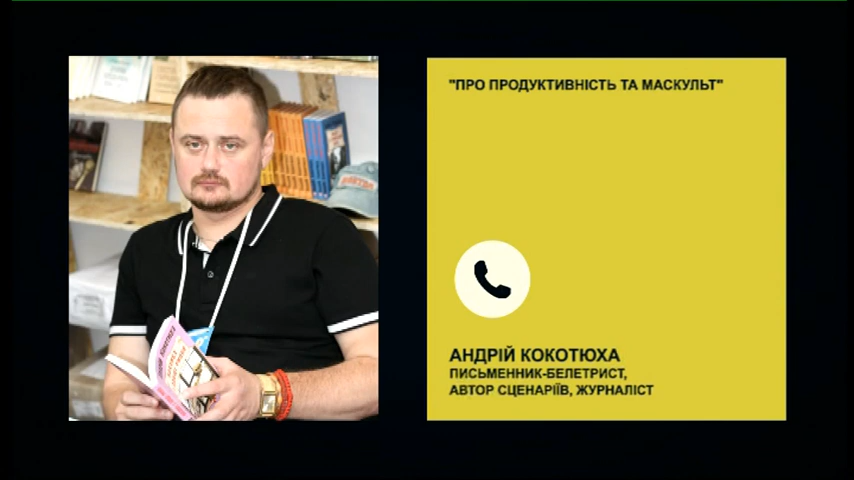 "ПРО ПРОДУКТИВНІСТЬ ТА МАСКУЛЬТ"
АНДРІЙ КОКОТЮХА
ПИСЬМЕННИК-БЕЛЕТРИСТ,
АВТОР СЦЕНАРІЇВ, ЖУРНАЛІСТ